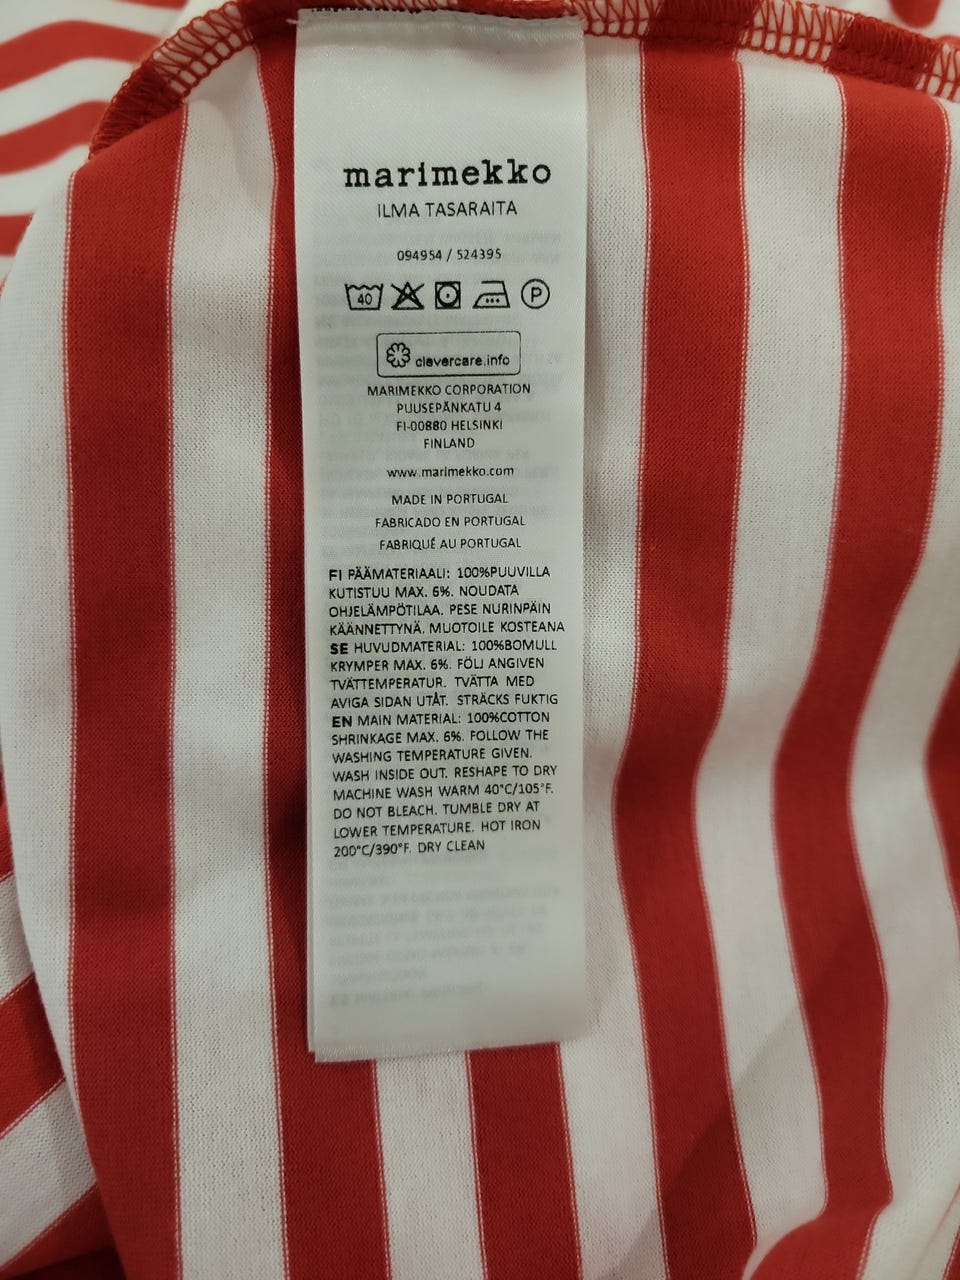 marimekko
ILMA TASARAITA
094954 / 524395
40 P
clevercare.info
MARIMEKKO CORPORATION
PUUSEPÄNKATU 4
FI-00880 HELSINKI
FINLAND
www.marimekko.com
MADE IN PORTUGAL
FABRICADO EN PORTUGAL
FABRIQUÉ AU PORTUGAL
FI PÄÄMATERIAALI: 100%PUUVILLA
KUTISTUU MAX. 6%. NOUDATA
OHJELÄMPÖTILAA. PESE NURINPÄIN
KÄÄNNETTYNÄ. MUOTOILE KOSTEANA
SE HUVUDMATERIAL: 100%BOMULL
KRYMPER MAX. 6%. FÖLJ ANGIVEN
TVÄTTEMPERATUR. TVÄTTA MED
AVIGA SIDAN UTÅT. STRÄCKS FUKTIG
EN MAIN MATERIAL: 100%COTTON
SHRINKAGE MAX. 6%. FOLLOW THE
WASHING TEMPERATURE GIVEN.
WASH INSIDE OUT. RESHAPE TO DRY
MACHINE WASH WARM 40°C/105°F.
DO NOT BLEACH. TUMBLE DRY AT
LOWER TEMPERATURE. HOT IRON
200°C/390°F. DRY CLEAN